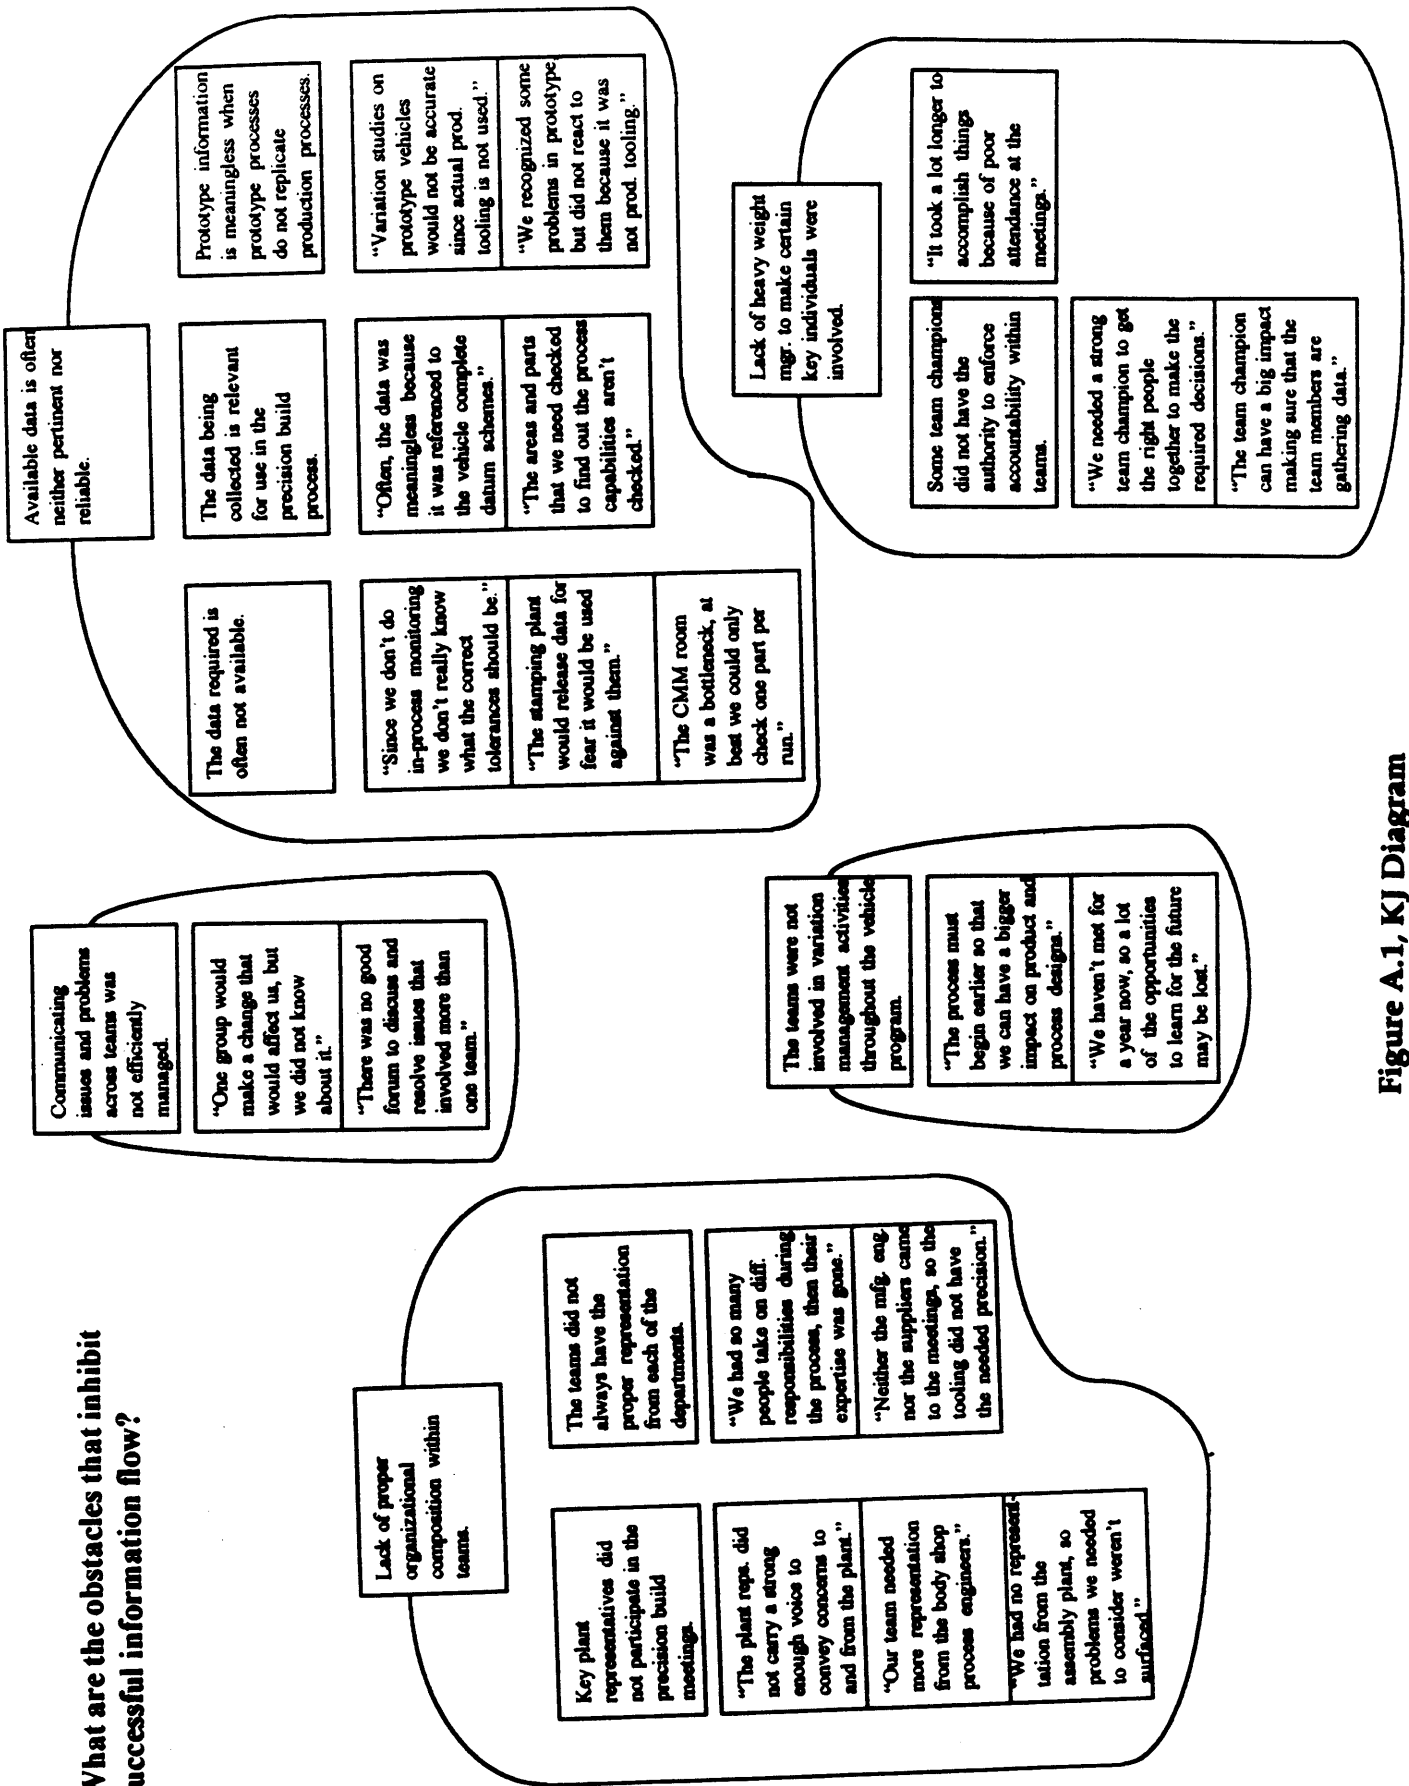 What are the obstacles that inhibit
successful information flow?
Lack of proper
organizational
composition within
teams.
Key plant
representatives did
not participate in the
precision build
meetings.
“The plant reps. did
not carry a strong
enough voice to
convey concerns to
and from the plant.”
“Our team needed
more representation
from the body shop
process engineers.”
“We had no represent-
tation from the
assembly plant, so
problems we needed
to consider weren't
surfaced.”
The teams did not
always have the
proper representation
from each of the
departments.
“We had so many
people take on diff.
responsibilities during
the process, then their
expertise was gone.”
“Neither the mfg. eng.
nor the suppliers came
to the meetings, so the
tooling did not have
the needed precision.”
Communicating
issues and problems
across teams was
not efficiently
managed.
“One group would
make a change that
would affect us, but
we did not know
about it.”
“There was no good
forum to discuss and
resolve issues that
involved more than
one team.”
The teams were not
involved in variation
management activities
throughout the vehicle
program.
“The process must
begin earlier so that
we can have a bigger
impact on product and
process designs.”
“We haven't met for
a year now, so a lot
of the opportunities
to learn for the future
may be lost.”
Available data is often
neither pertinent nor
reliable.
The data required is
often not available.
“Since we don't do
in-process monitoring
we don't really know
what the correct
tolerances should be.”
“The stamping plant
would release data for
fear it would be used
against them.”
“The CMM room
was a bottleneck, at
best we could only
check one part per
run.”
The data being
collected is relevant
for use in the
precision build
process.
“Often, the data was
meaningless because
it was referenced to
the vehicle complete
datum schemes.”
“The areas and parts
that we need checked
to find out the process
capabilities aren't
checked.”
Prototype information
is meaningless when
prototype processes
do not replicate
production processes.
“Variation studies on
prototype vehicles
would not be accurate
since actual prod.
tooling is not used.”
“We recognized some
problems in prototype,
but did not react to
them because it was
not prod. tooling.”
Lack of heavy weight
mgr. to make certain
key individuals were
involved.
Some team champions
did not have the
authority to enforce
accountability within
teams.
“We needed a strong
team champion to get
the right people
together to make the
required decisions.”
“The team champion
can have a big impact
making sure that the
team members are
gathering data.”
“It took a lot longer to
accomplish things
because of poor
attendance at the
meetings.”
Figure A.1, KJ Diagram